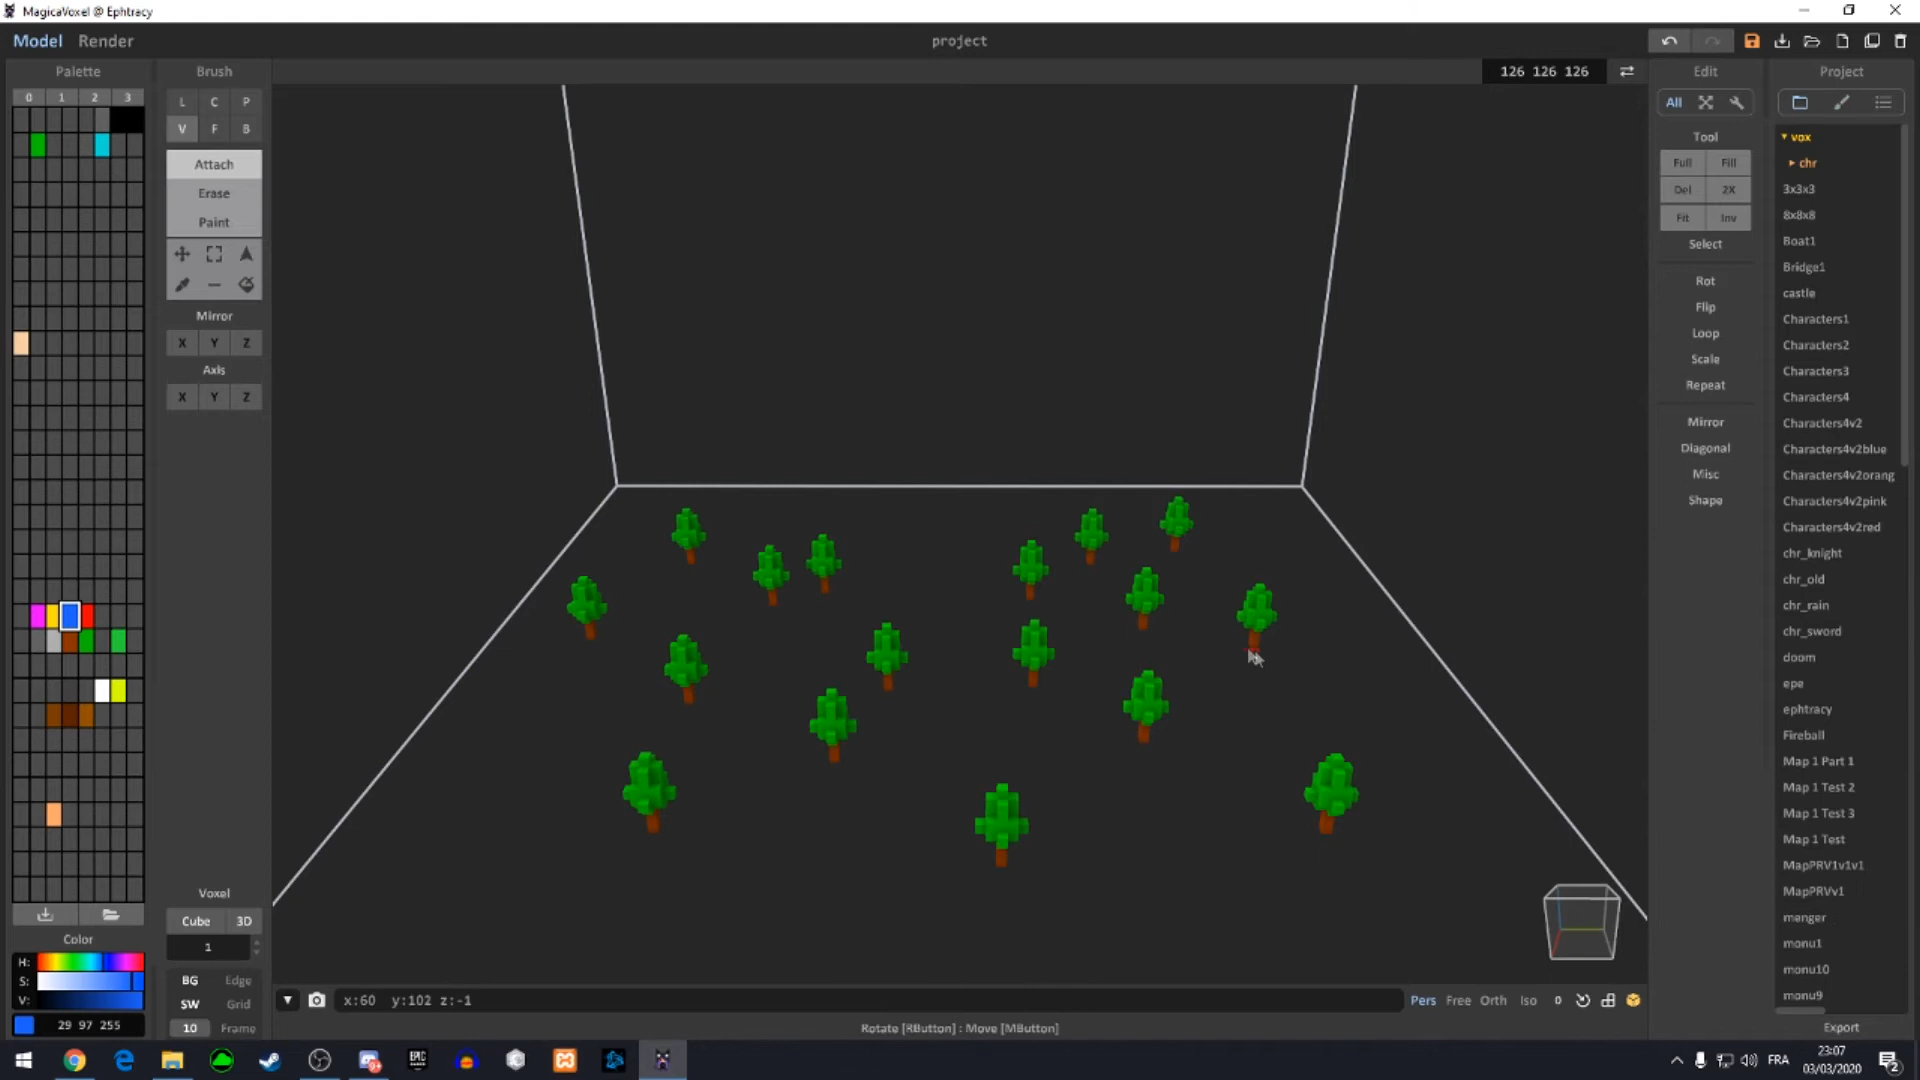 MagicaVoxel @ Ephtracy
Model Render
project
Palette
Brush
126 126 126
Edit
Project
0 1 2 3
L C P
V F B
All
Attach
Erase
Paint
Mirror
X Y Z
Axis
X Y Z
Tool
Full Fill
Del 2X
Fit Inv
Select
Rot
Flip
Loop
Scale
Repeat
Mirror
Diagonal
Misc
Shape
vox
chr
3x3x3
8x8x8
Boat1
Bridge1
castle
Characters1
Characters2
Characters3
Characters4
Characters4v2
Characters4v2blue
Characters4v2orang
Characters4v2pink
Characters4v2red
chr_knight
chr_old
chr_rain
chr_sword
doom
epe
ephtracy
Fireball
Map 1 Part 1
Map 1 Test 2
Map 1 Test 3
Map 1 Test
MapPRV1v1v1
MapPRVv1
menger
monu1
monu10
monu9
Export
Voxel
Cube 3D
1
BG Edge
SW Grid
10 Frame
Color
H:
S:
V:
29 97 255
x:60 y:102 z:-1
Pers Free Orth Iso 0
Rotate [RButton] : Move [MButton]
EPIC
9+
FRA
23:07
03/03/2020
2